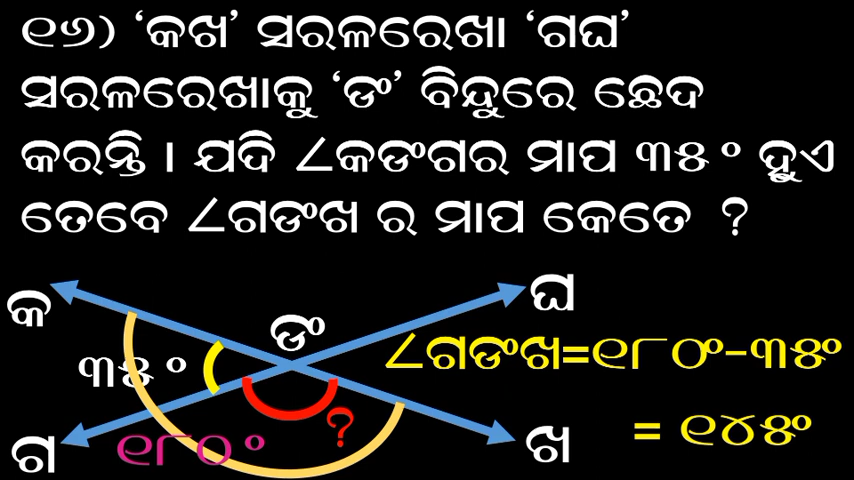 ୧୬) ‘କଖ’ ସରଳରେଖା ‘ଗଘ’
ସରଳରେଖାକୁ ‘ଙ’ ବିନ୍ଦୁରେ ଛେଦ
କରନ୍ତି । ଯଦି ∠କଙଗର ମାପ ୩୫° ହୁଏ
ତେବେ ∠ଗଙଖ ର ମାପ କେତେ ?
କ
ଘ
ଙ
୩୫°
∠ଗଙଖ=୧୮୦°-୩୫°
?
= ୧୪୫°
ଗ
୧୮୦°
ଖ